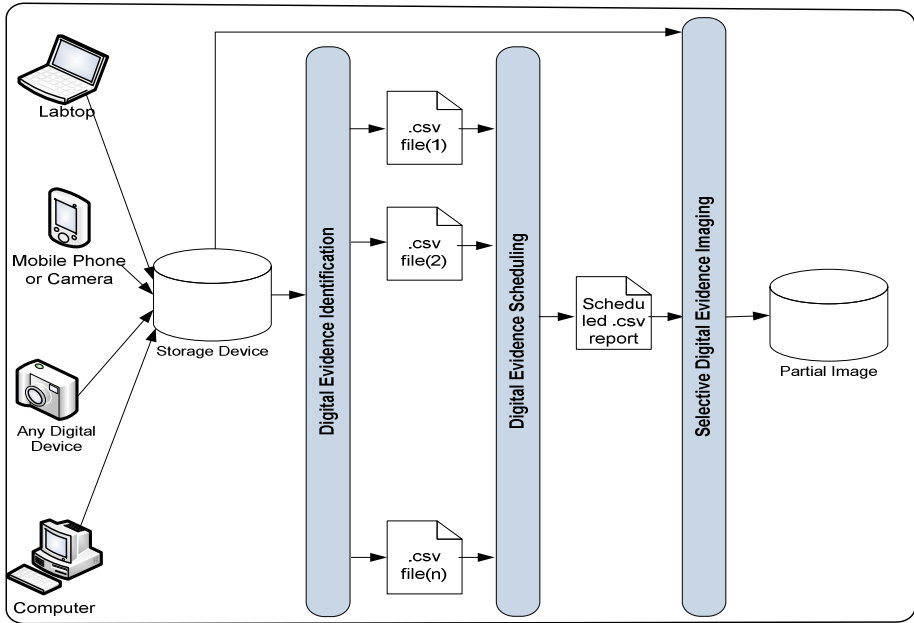 Labtop
Mobile Phone
or Camera
Any Digital
Device
Computer
Storage Device
Digital Evidence Identification
.csv
file(1)
.csv
file(2)
.csv
file(n)
Digital Evidence Scheduling
Schedu
led .csv
report
Selective Digital Evidence Imaging
Partial Image